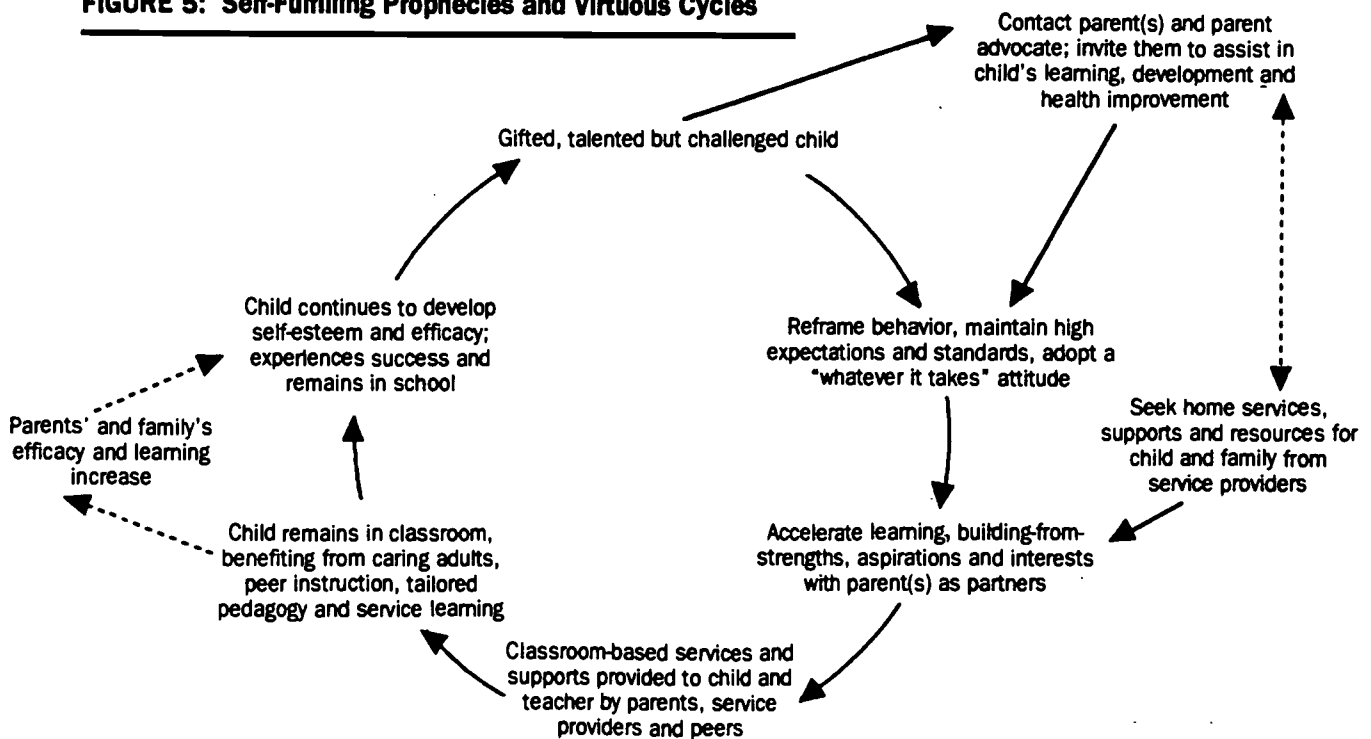 FIGURE 5: Self-Fulfilling Prophecies and Virtuous Cycles
Contact parent(s) and parent
advocate; invite them to assist in
child's learning, development and
health improvement
Gifted, talented but challenged child
Reframe behavior, maintain high
expectations and standards, adopt a
"whatever it takes" attitude
Seek home services,
supports and resources for
child and family from
service providers
Accelerate learning, building-from-
strengths, aspirations and interests
with parent(s) as partners
Classroom-based services and
supports provided to child and
teacher by parents, service
providers and peers
Child remains in classroom,
benefiting from caring adults,
peer instruction, tailored
pedagogy and service learning
Parents' and family's
efficacy and learning
increase
Child continues to develop
self-esteem and efficacy;
experiences success and
remains in school